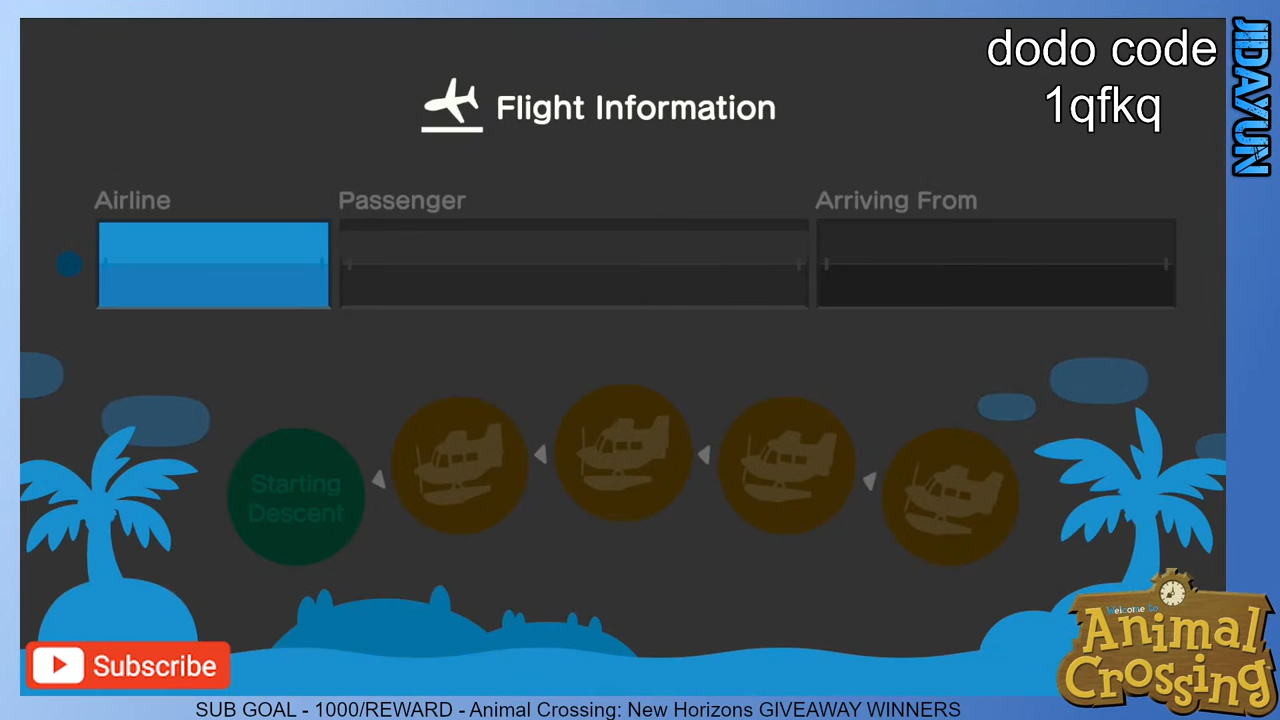 dodo code
1qfkq
JIDAVUN
Flight Information
Airline
Passenger
Arriving From
Starting
Descent
Subscribe
Welcome to
Animal
Crossing
SUB GOAL - 1000/REWARD - Animal Crossing: New Horizons GIVEAWAY WINNERS